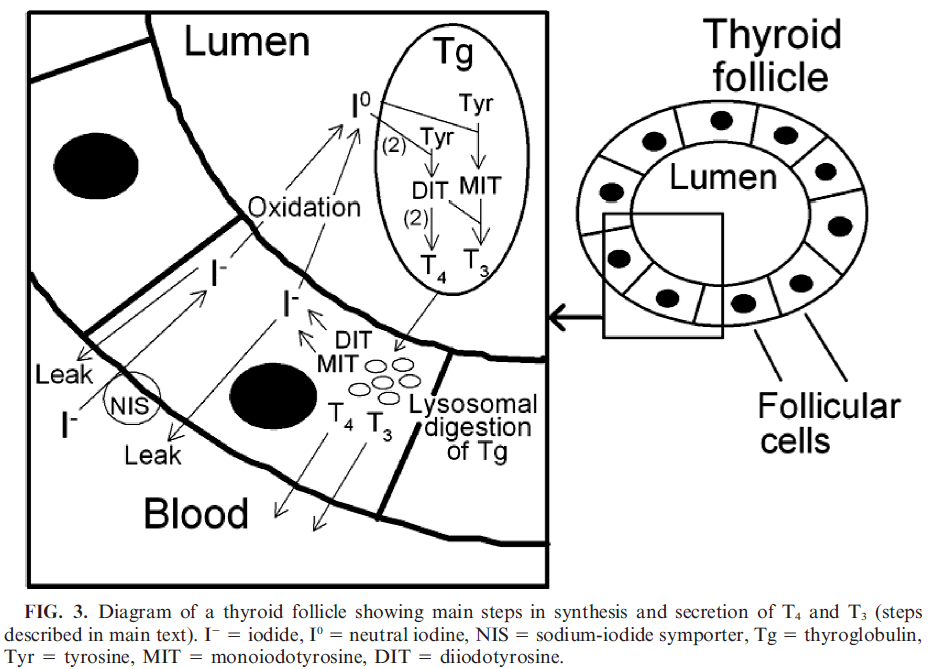 Lumen
Tg
I⁰
Tyr
(2)
Tyr
DIT
MIT
(2)
T₄
T₃
Oxidation
I⁻
I⁻
DIT
MIT
Leak
NIS
I⁻
T₄
T₃
Lysosomal
digestion
of Tg
Leak
Blood
Thyroid
follicle
Lumen
Follicular
cells
FIG. 3. Diagram of a thyroid follicle showing main steps in synthesis and secretion of T₄ and T₃ (steps
described in main text). I⁻ = iodide, I⁰ = neutral iodine, NIS = sodium-iodide symporter, Tg = thyroglobulin,
Tyr = tyrosine, MIT = monoiodotyrosine, DIT = diiodotyrosine.